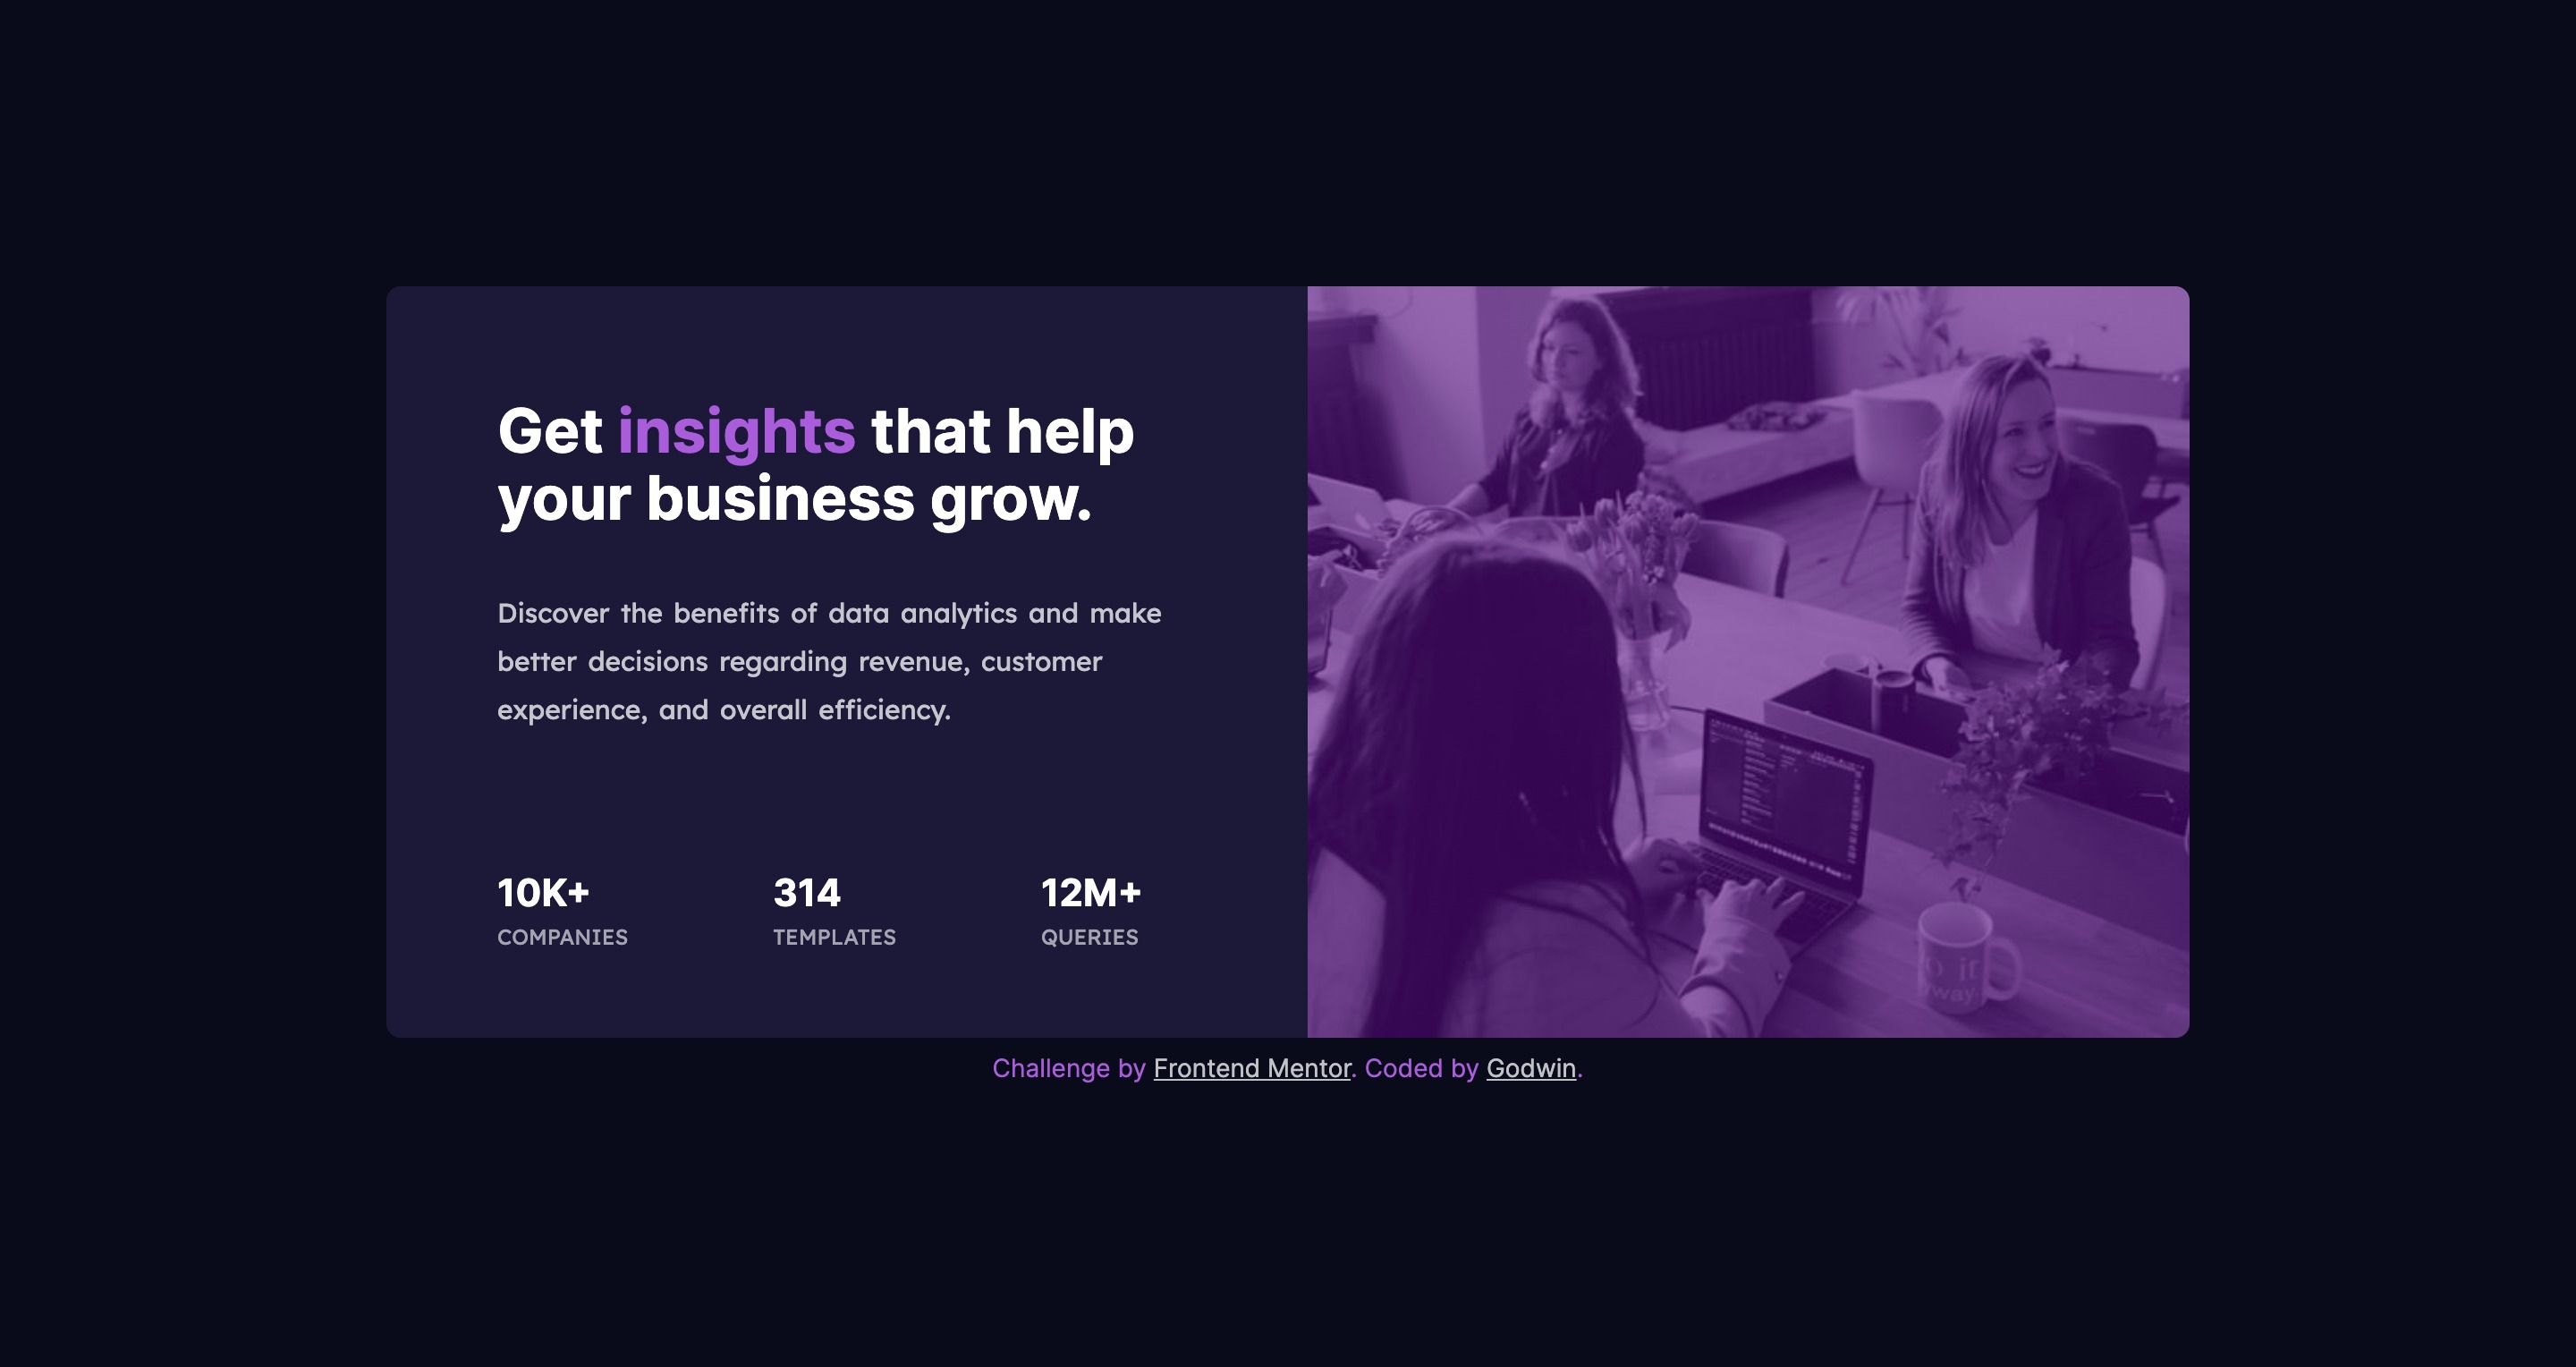 Get insights that help
your business grow.
Discover the benefits of data analytics and make
better decisions regarding revenue, customer
experience, and overall efficiency.
10K+
COMPANIES
314
TEMPLATES
12M+
QUERIES
Challenge by Frontend Mentor. Coded by Godwin.